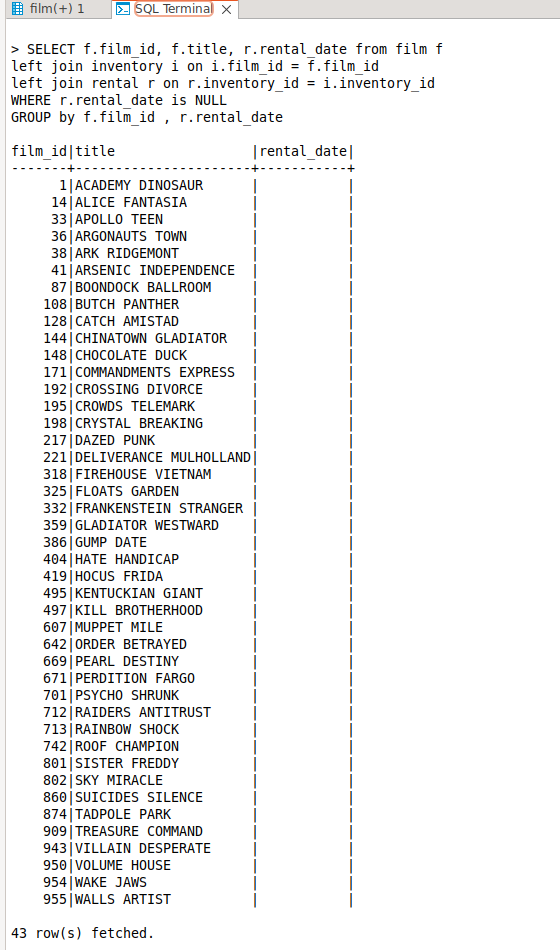 film(+) 1 SQL Terminal
> SELECT f.film_id, f.title, r.rental_date from film f
left join inventory i on i.film_id = f.film_id
left join rental r on r.inventory_id = i.inventory_id
WHERE r.rental_date is NULL
GROUP by f.film_id , r.rental_date
film_id|title                 |rental_date|
-------+----------------------+-----------+
      1|ACADEMY DINOSAUR      |           |
     14|ALICE FANTASIA        |           |
     33|APOLLO TEEN           |           |
     36|ARGONAUTS TOWN        |           |
     38|ARK RIDGEMONT         |           |
     41|ARSENIC INDEPENDENCE  |           |
     87|BOONDOCK BALLROOM     |           |
    108|BUTCH PANTHER         |           |
    128|CATCH AMISTAD         |           |
    144|CHINATOWN GLADIATOR   |           |
    148|CHOCOLATE DUCK        |           |
    171|COMMANDMENTS EXPRESS  |           |
    192|CROSSING DIVORCE      |           |
    195|CROWDS TELEMARK       |           |
    198|CRYSTAL BREAKING      |           |
    217|DAZED PUNK            |           |
    221|DELIVERANCE MULHOLLAND|           |
    318|FIREHOUSE VIETNAM     |           |
    325|FLOATS GARDEN         |           |
    332|FRANKENSTEIN STRANGER |           |
    359|GLADIATOR WESTWARD    |           |
    386|GUMP DATE             |           |
    404|HATE HANDICAP         |           |
    419|HOCUS FRIDA           |           |
    495|KENTUCKIAN GIANT      |           |
    497|KILL BROTHERHOOD      |           |
    607|MUPPET MILE           |           |
    642|ORDER BETRAYED        |           |
    669|PEARL DESTINY         |           |
    671|PERDITION FARGO       |           |
    701|PSYCHO SHRUNK         |           |
    712|RAIDERS ANTITRUST     |           |
    713|RAINBOW SHOCK         |           |
    742|ROOF CHAMPION         |           |
    801|SISTER FREDDY         |           |
    802|SKY MIRACLE           |           |
    860|SUICIDES SILENCE      |           |
    874|TADPOLE PARK          |           |
    909|TREASURE COMMAND      |           |
    943|VILLAIN DESPERATE     |           |
    950|VOLUME HOUSE          |           |
    954|WAKE JAWS             |           |
    955|WALLS ARTIST          |           |
43 row(s) fetched.